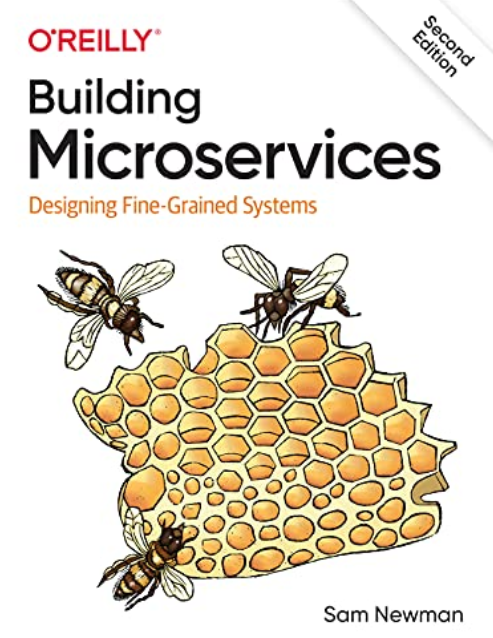 O'REILLY®
Second
Edition
Building
Microservices
Designing Fine-Grained Systems
Sam Newman